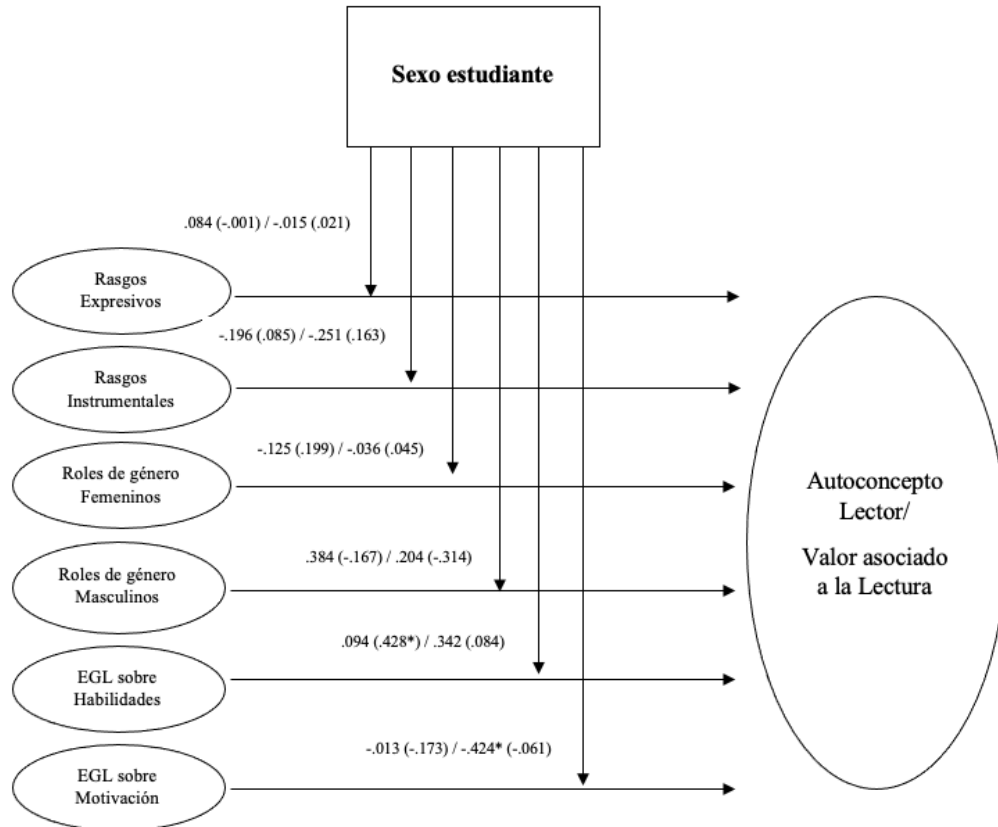 Sexo estudiante
.084 (-.001) / -.015 (.021)
Rasgos
Expresivos
-.196 (.085) / -.251 (.163)
Rasgos
Instrumentales
-.125 (.199) / -.036 (.045)
Roles de género
Femeninos
Autoconcepto
Lector/
Valor asociado
a la Lectura
.384 (-.167) / .204 (-.314)
Roles de género
Masculinos
.094 (.428*) / .342 (.084)
EGL sobre
Habilidades
-.013 (-.173) / -.424* (-.061)
EGL sobre
Motivación